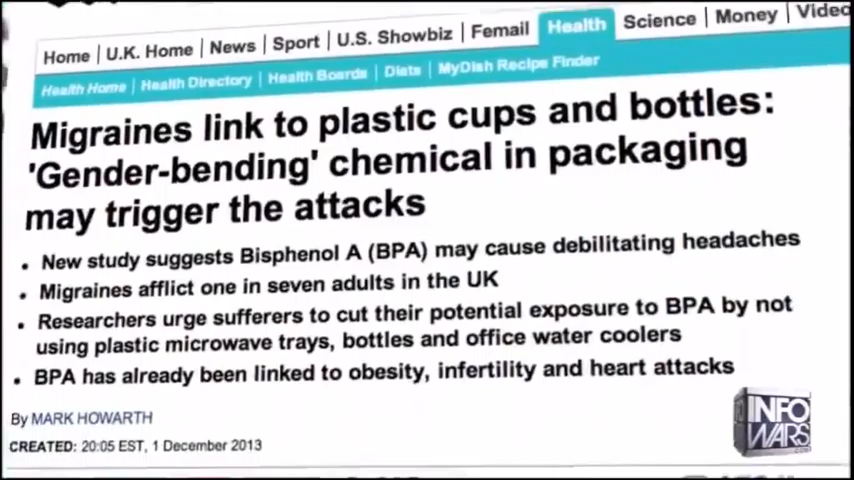 Home | U.K. Home | News | Sport | U.S. Showbiz | Femail | Health | Science | Money | Video
Health Home | Health Directory | Health Boards | Diets | MyDish Recipe Finder
Migraines link to plastic cups and bottles:
'Gender-bending' chemical in packaging
may trigger the attacks
• New study suggests Bisphenol A (BPA) may cause debilitating headaches
• Migraines afflict one in seven adults in the UK
• Researchers urge sufferers to cut their potential exposure to BPA by not
using plastic microwave trays, bottles and office water coolers
• BPA has already been linked to obesity, infertility and heart attacks
By MARK HOWARTH
CREATED: 20:05 EST, 1 December 2013
INFO
WARS
.com